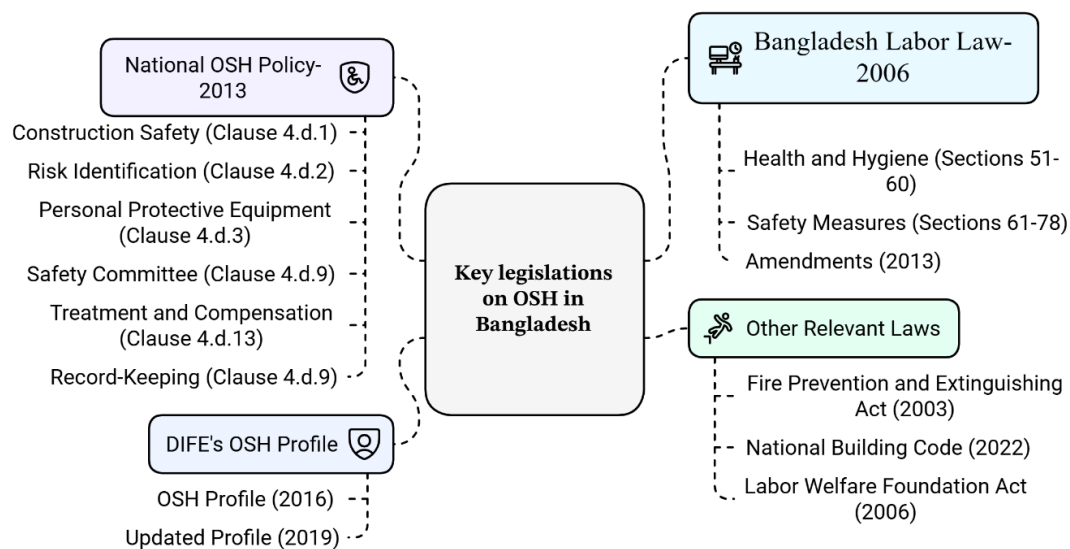 National OSH Policy-
2013
Construction Safety (Clause 4.d.1)
Risk Identification (Clause 4.d.2)
Personal Protective Equipment
(Clause 4.d.3)
Safety Committee (Clause 4.d.9)
Treatment and Compensation
(Clause 4.d.13)
Record-Keeping (Clause 4.d.9)
DIFE's OSH Profile
OSH Profile (2016)
Updated Profile (2019)
Key legislations
on OSH in
Bangladesh
Bangladesh Labor Law-
2006
Health and Hygiene (Sections 51-
60)
Safety Measures (Sections 61-78)
Amendments (2013)
Other Relevant Laws
Fire Prevention and Extinguishing
Act (2003)
National Building Code (2022)
Labor Welfare Foundation Act
(2006)